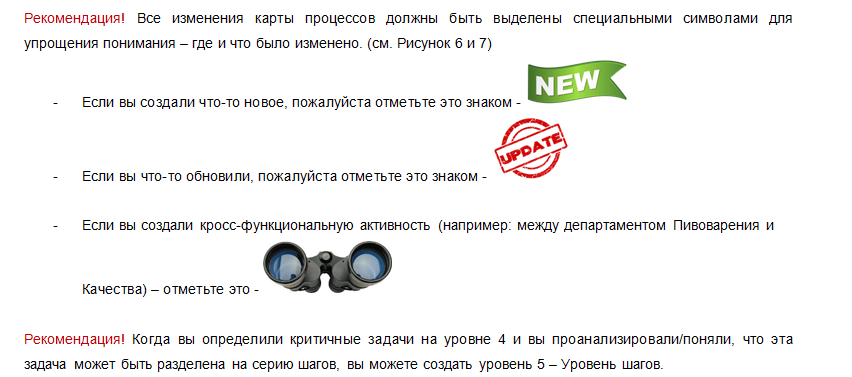 Рекомендация! Все изменения карты процессов должны быть выделены специальными символами для
упрощения понимания – где и что было изменено. (см. Рисунок 6 и 7)
- Если вы создали что-то новое, пожалуйста отметьте это знаком - NEW
- Если вы что-то обновили, пожалуйста отметьте это знаком - UPDATE
- Если вы создали кросс-функциональную активность (например: между департаментом Пивоварения и
Качества) – отметьте это -
Рекомендация! Когда вы определили критичные задачи на уровне 4 и вы проанализировали/поняли, что эта
задача может быть разделена на серию шагов, вы можете создать уровень 5 – Уровень шагов.